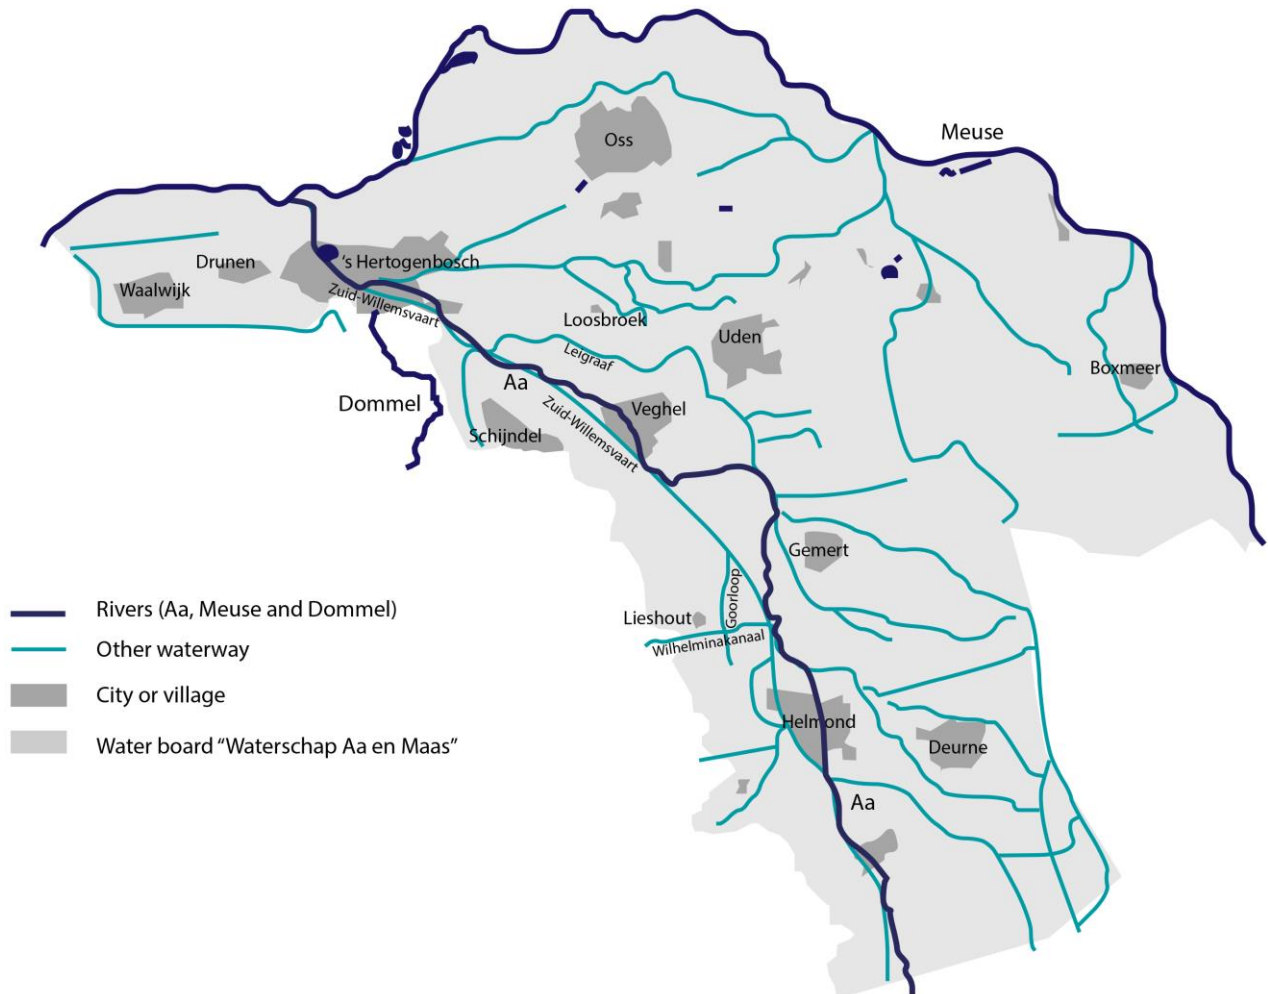 Meuse
Oss
Drunen
's Hertogenbosch
Waalwijk
Zuid-Willemsvaart
Loosbroek
Uden
Leigraaf
Boxmeer
Aa
Dommel
Veghel
Zuid-Willemsvaart
Schijndel
Gemert
Goorloop
Lieshout
Wilhelminakanaal
Helmond
Deurne
Aa
Rivers (Aa, Meuse and Dommel)
Other waterway
City or village
Water board “Waterschap Aa en Maas”